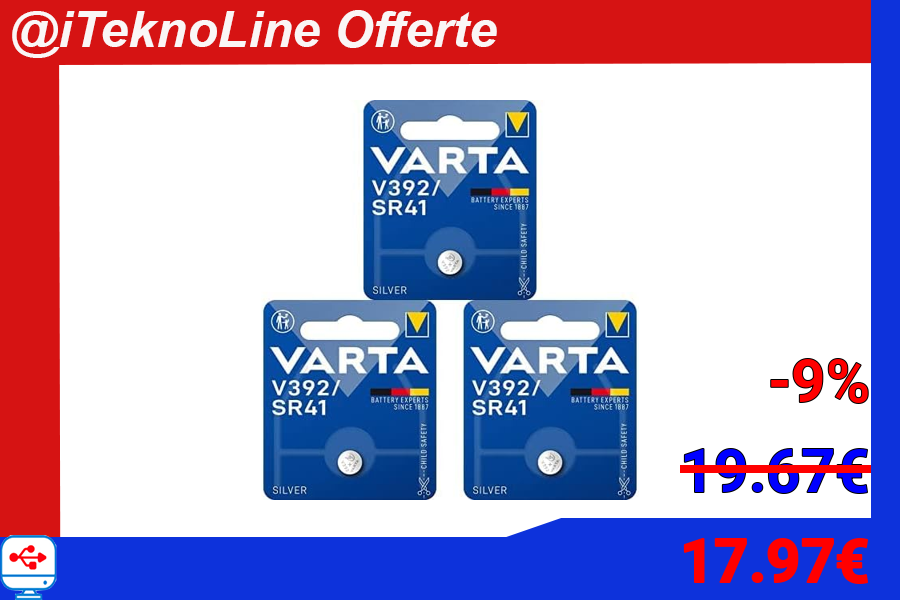 @iTeknoLine Offerte
VARTA
V392/
SR41
BATTERY EXPERTS
SINCE 1887
CHILD SAFETY
SILVER
VARTA
V392/
SR41
BATTERY EXPERTS
SINCE 1887
CHILD SAFETY
SILVER
VARTA
V392/
SR41
BATTERY EXPERTS
SINCE 1887
CHILD SAFETY
SILVER
-9%
19.67€
17.97€